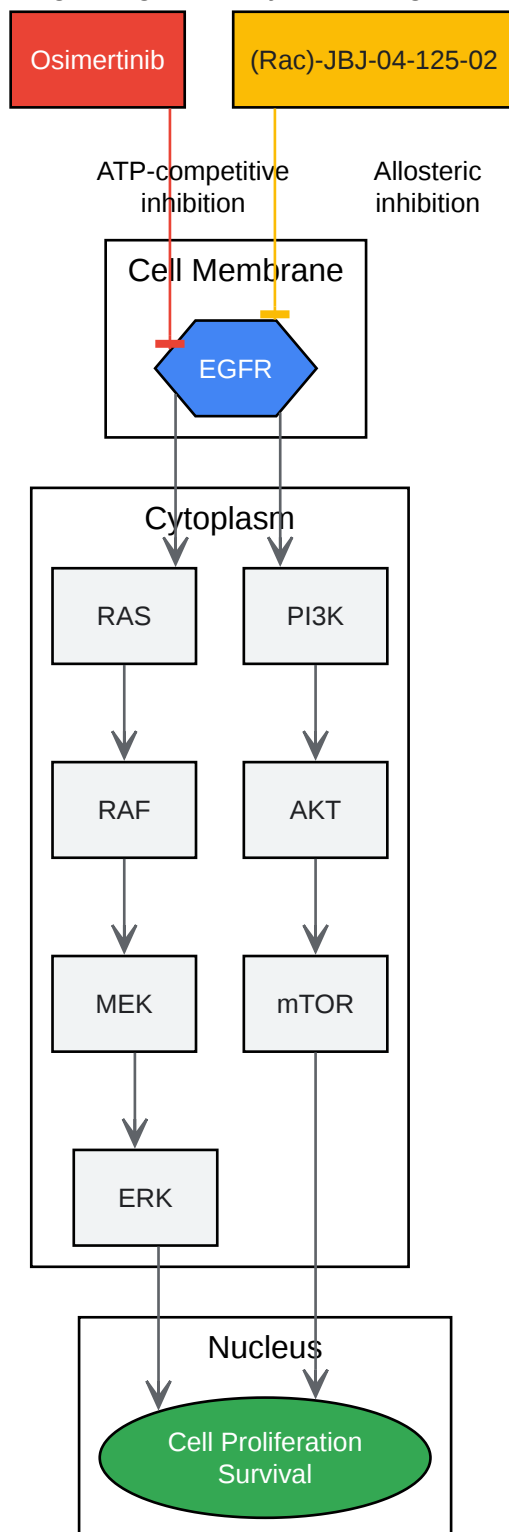 Osimertinib
(Rac)-JBJ-04-125-02
ATP-competitive
inhibition
Allosteric
inhibition
Cell Membrane
EGFR
Cytoplasm
RAS
PI3K
RAF
AKT
MEK
mTOR
ERK
Nucleus
Cell Proliferation
Survival